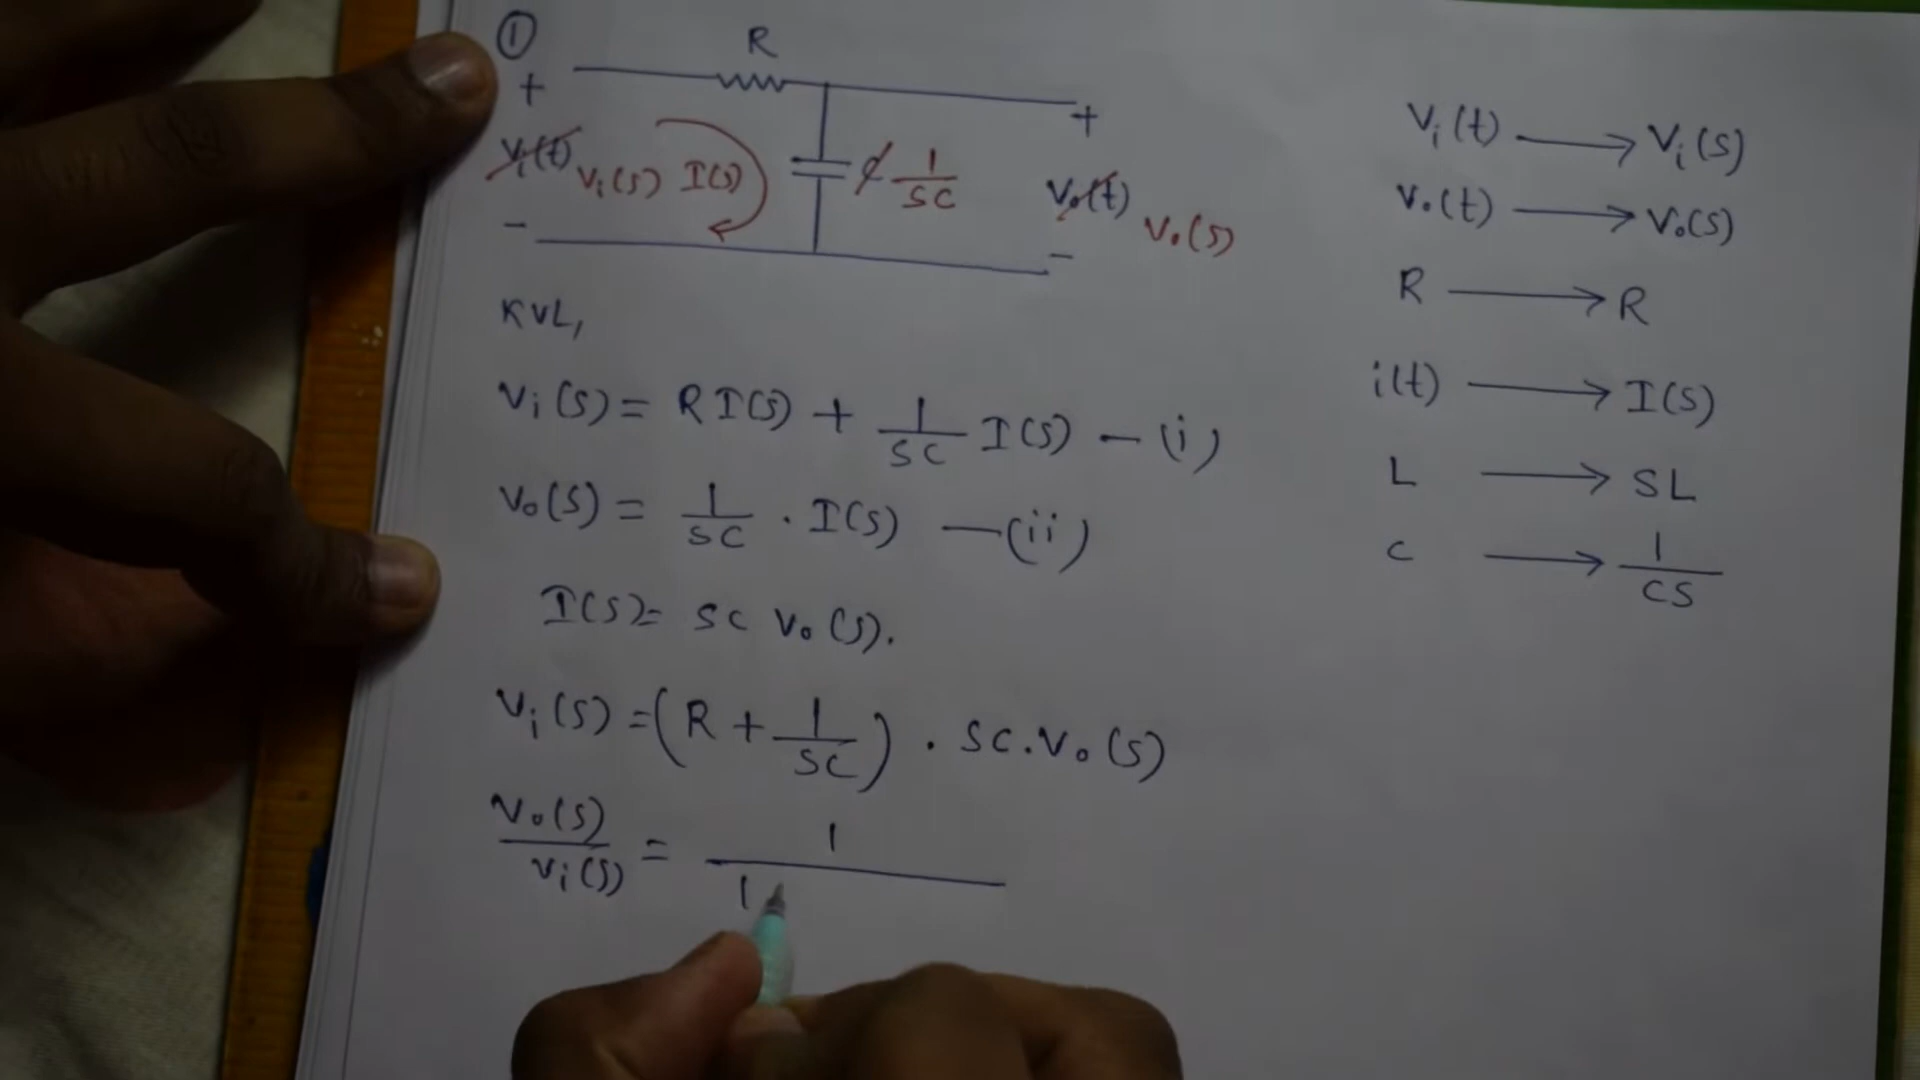 ①
R
+ +
Vi(t) Vi(s) I(s) C 1/SC Vo(t) Vo(s)
- -
KVL,
Vi(s) = R I(s) + 1/SC I(s) - (i)
Vo(s) = 1/SC . I(s) - (ii)
I(s) = SC Vo(s).
Vi(s) = (R + 1/SC) . SC.Vo(s)
Vo(s)/Vi(s) = 1/1
Vi(t) → Vi(s)
Vo(t) → Vo(s)
R → R
i(t) → I(s)
L → SL
C → 1/CS